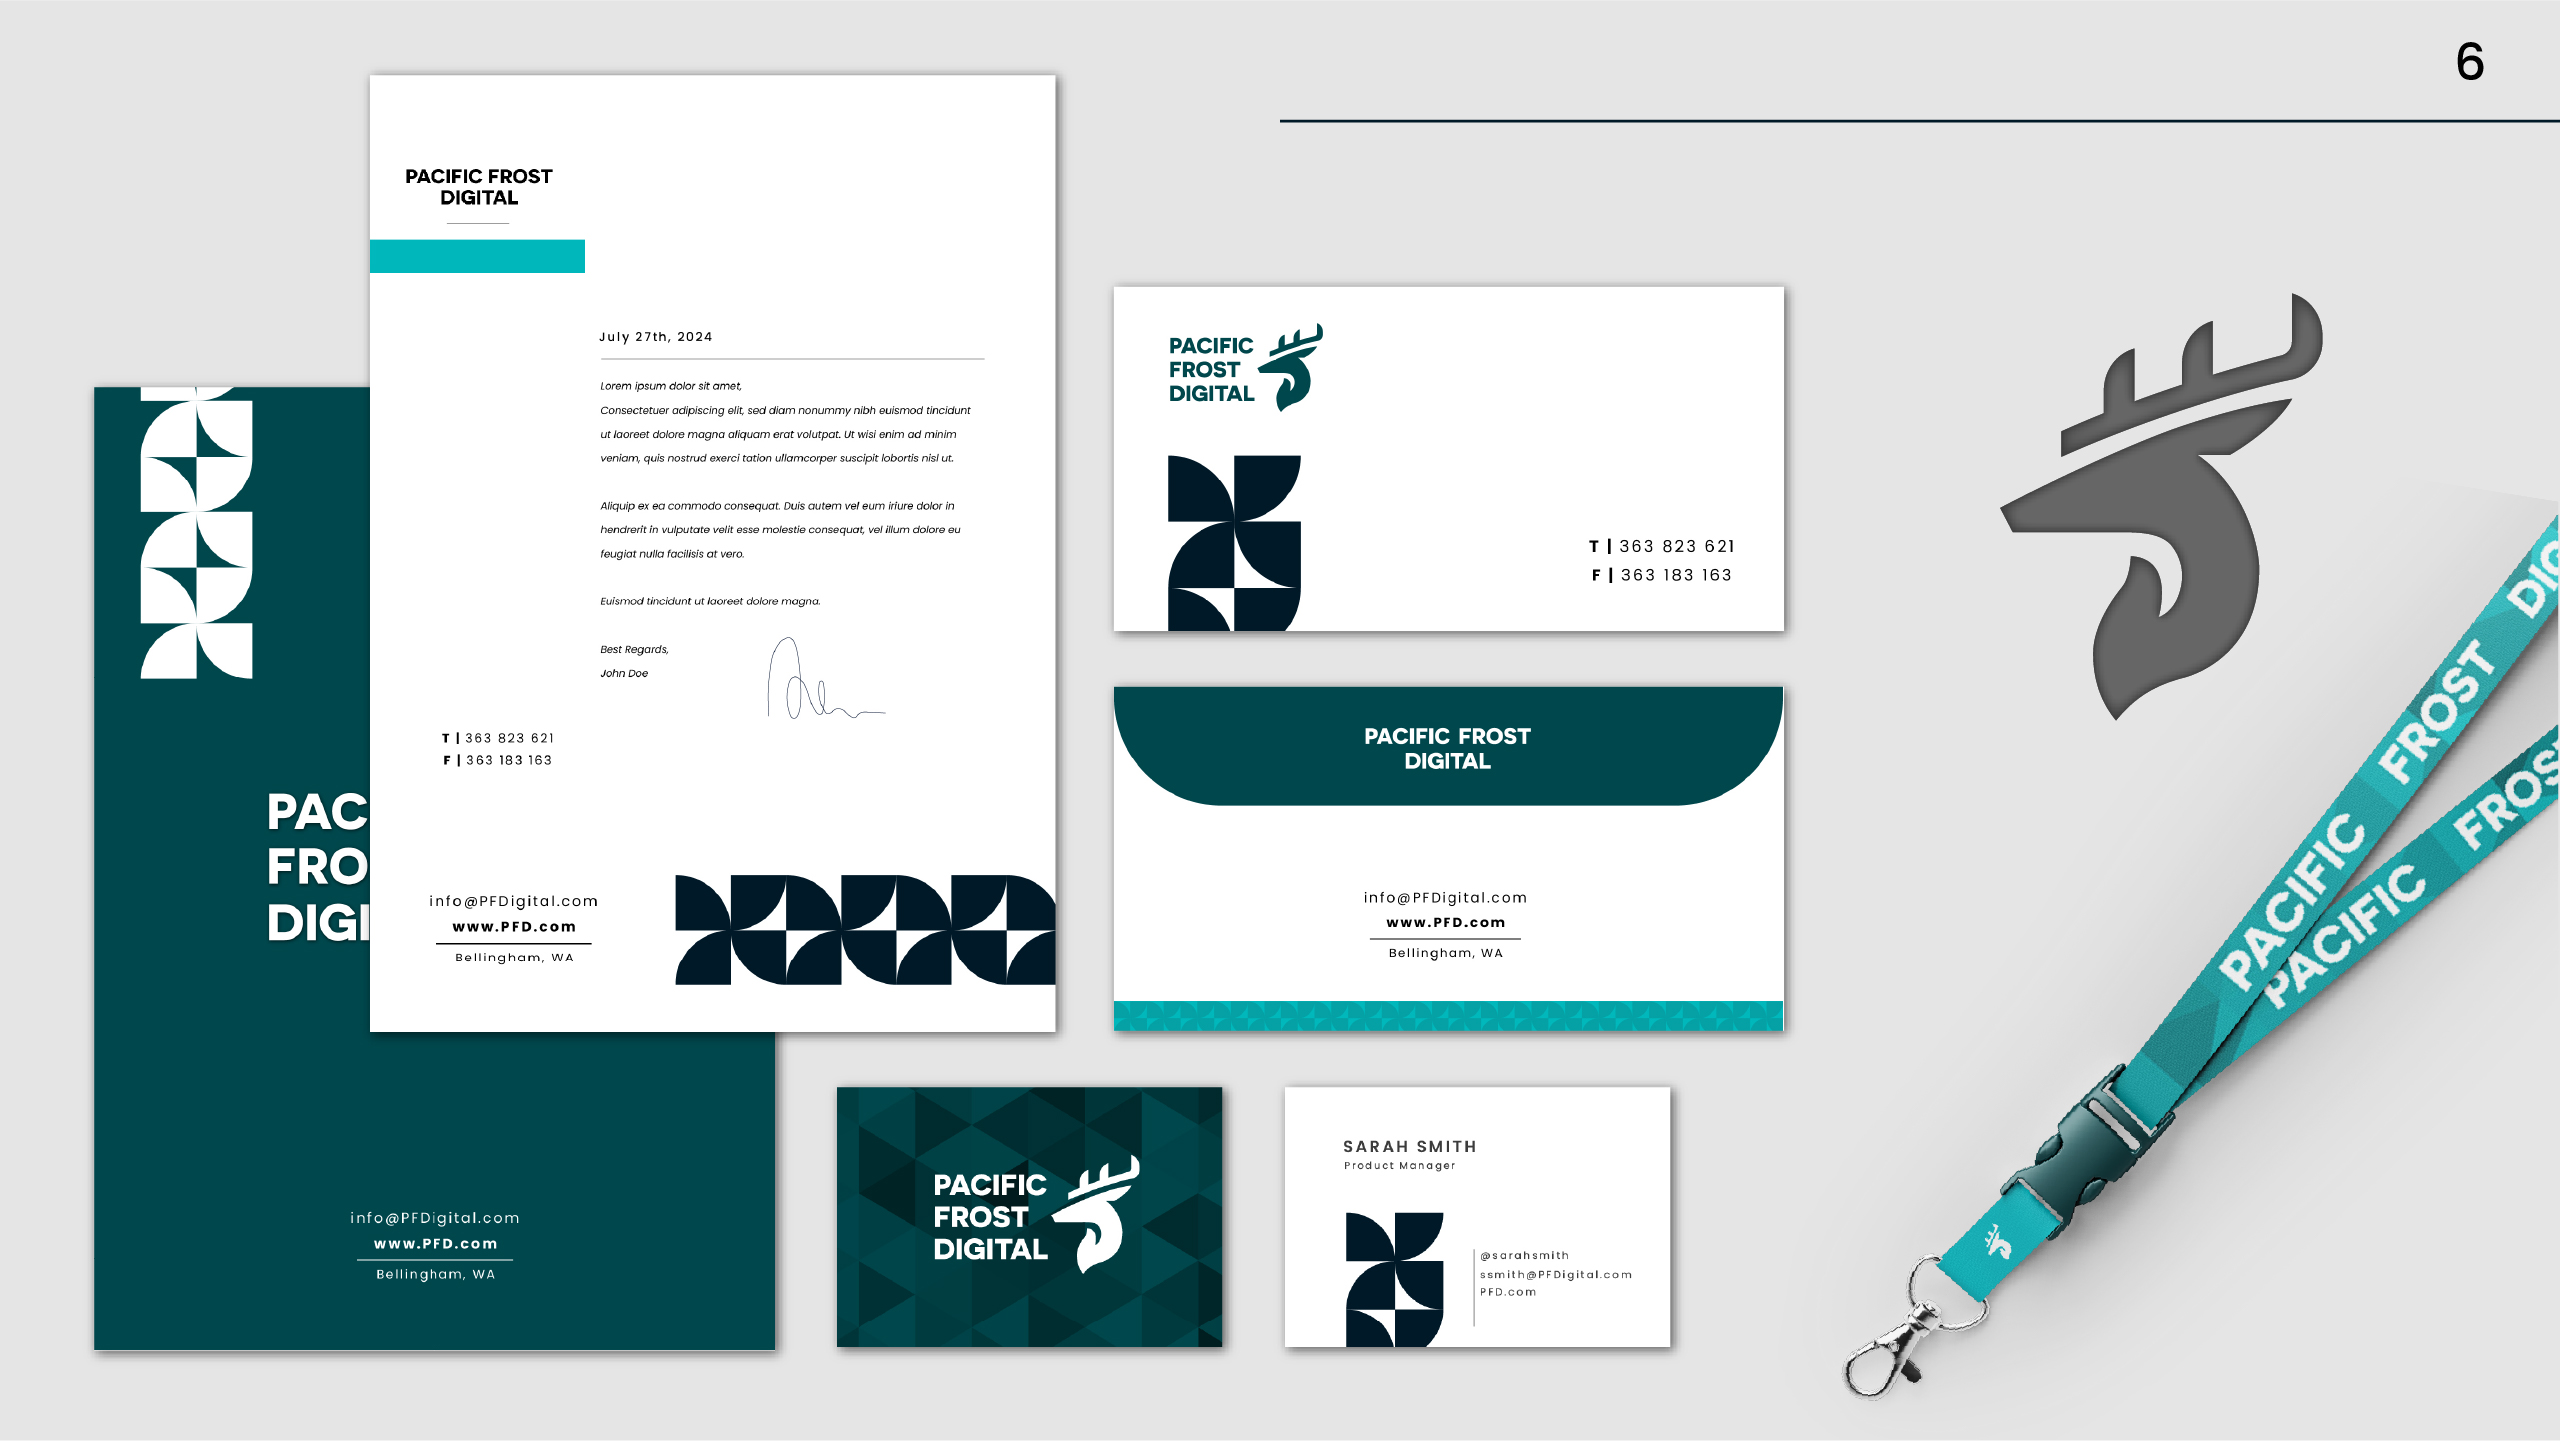 6
PACIFIC FROST
DIGITAL
July 27th, 2024
Lorem ipsum dolor sit amet,
Consectetuer adipiscing elit, sed diam nonummy nibh euismod tincidunt
ut laoreet dolore magna aliquam erat volutpat. Ut wisi enim ad minim
veniam, quis nostrud exerci tation ullamcorper suscipit lobortis nisl ut.
Aliquip ex ea commodo consequat. Duis autem vel eum iriure dolor in
hendrerit in vulputate velit esse molestie consequat, vel illum dolore eu
feugiat nulla facilisis at vero.
Euismod tincidunt ut laoreet dolore magna.
Best Regards,
John Doe
T | 363 823 621
F | 363 183 163
info@PFDigital.com
www.PFD.com
Bellingham, WA
PAC
FRO
DIGI
info@PFDigital.com
www.PFD.com
Bellingham, WA
PACIFIC
FROST
DIGITAL
T | 363 823 621
F | 363 183 163
PACIFIC FROST
DIGITAL
info@PFDigital.com
www.PFD.com
Bellingham, WA
PACIFIC
FROST
DIGITAL
SARAH SMITH
Product Manager
@sarahsmith
ssmith@PFDigital.com
PFD.com
PACIFIC FROST DIG
PACIFIC FROS